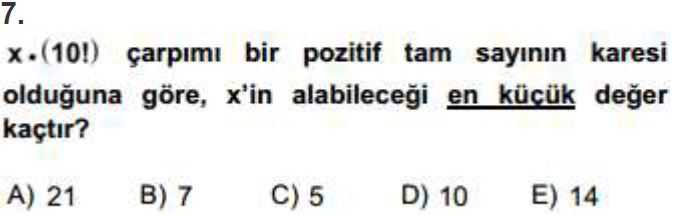 7.
x.(10!) çarpımı bir pozitif tam sayının karesi
olduğuna göre, x'in alabileceği en küçük değer
kaçtır?
A) 21 B) 7 C) 5 D) 10 E) 14